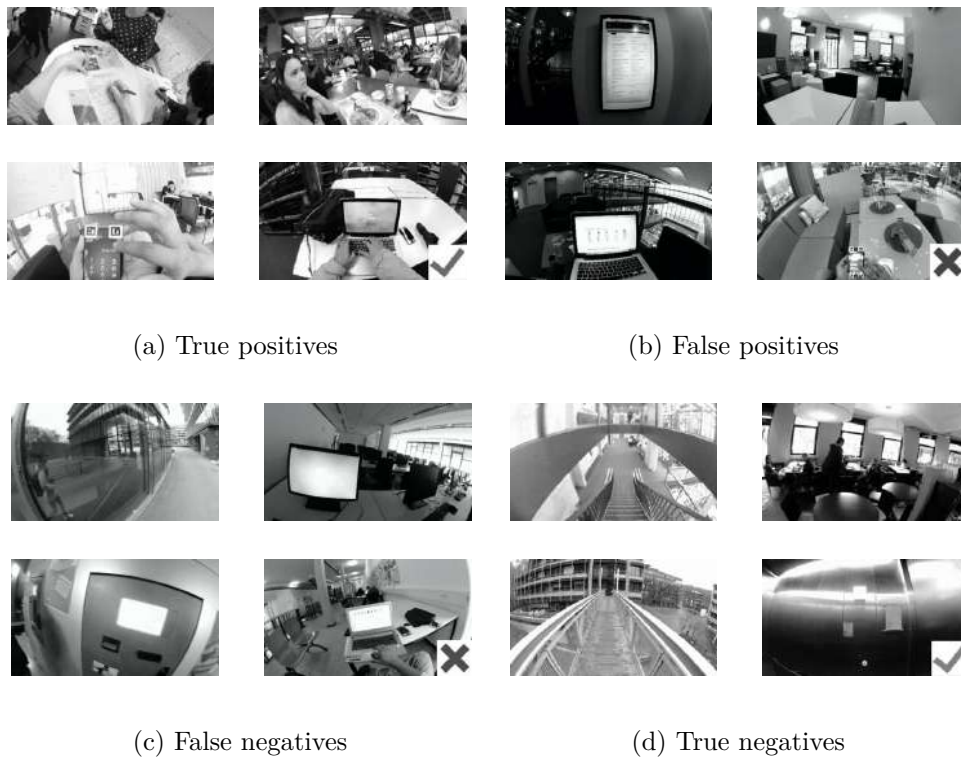 (a) True positives
(b) False positives
(c) False negatives
(d) True negatives